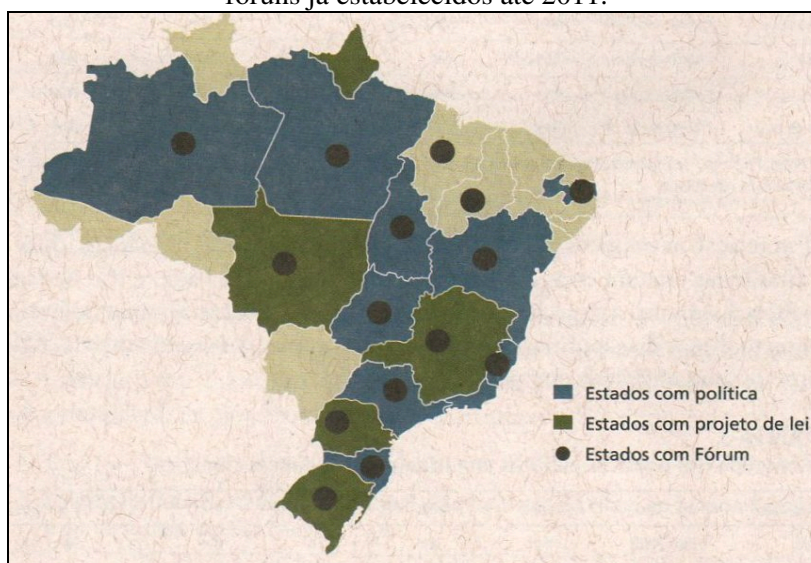 fóruns já estabelecidos até 2011.
Estados com política
Estados com projeto de lei
Estados com Fórum